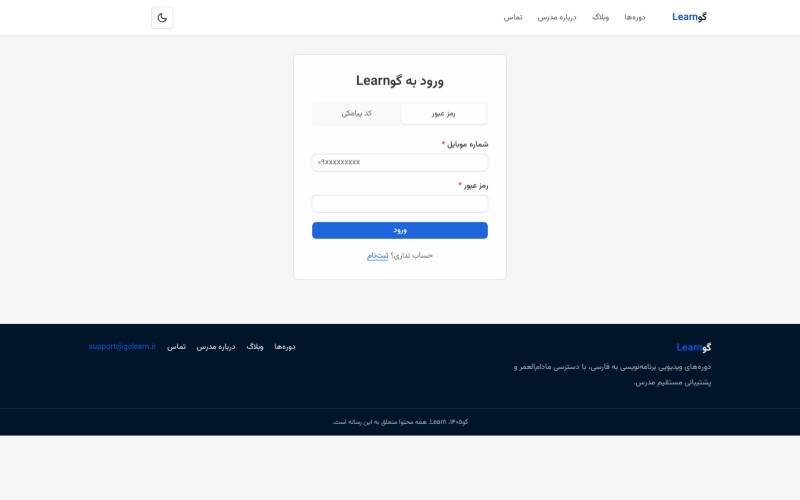 گوLearn
دوره‌ها وبلاگ درباره مدرس تماس
ورود به گوLearn
رمز عبور
کد پیامکی
شماره موبایل *
۰۹xxxxxxxxx
رمز عبور *
ورود
حساب نداری؟ ثبت‌نام
گوLearn
دوره‌های ویدیویی برنامه‌نویسی به فارسی، با دسترسی مادام‌العمر و
پشتیبانی مستقیم مدرس.
دوره‌ها وبلاگ درباره مدرس تماس support@golearn.ir
گو۱۴۰۵، Learn. همه محتوا متعلق به این رسانه است.